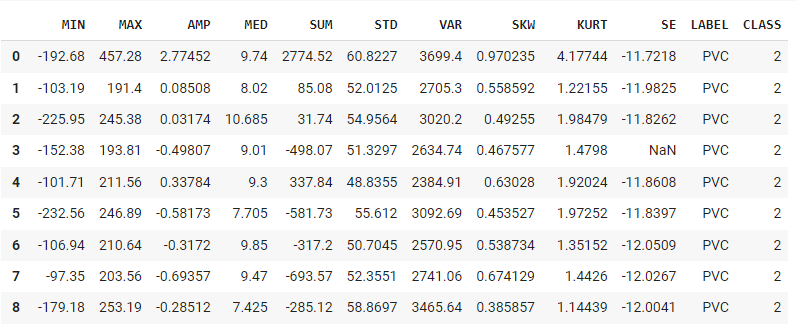 MIN MAX AMP MED SUM STD VAR SKW KURT SE LABEL CLASS
0 -192.68 457.28 2.77452 9.74 2774.52 60.8227 3699.4 0.970235 4.17744 -11.7218 PVC 2
1 -103.19 191.4 0.08508 8.02 85.08 52.0125 2705.3 0.558592 1.22155 -11.9825 PVC 2
2 -225.95 245.38 0.03174 10.685 31.74 54.9564 3020.2 0.49255 1.98479 -11.8262 PVC 2
3 -152.38 193.81 -0.49807 9.01 -498.07 51.3297 2634.74 0.467577 1.4798 NaN PVC 2
4 -101.71 211.56 0.33784 9.3 337.84 48.8355 2384.91 0.63028 1.92024 -11.8608 PVC 2
5 -232.56 246.89 -0.58173 7.705 -581.73 55.612 3092.69 0.453527 1.97252 -11.8397 PVC 2
6 -106.94 210.64 -0.3172 9.85 -317.2 50.7045 2570.95 0.538734 1.35152 -12.0509 PVC 2
7 -97.35 203.56 -0.69357 9.47 -693.57 52.3551 2741.06 0.674129 1.4426 -12.0267 PVC 2
8 -179.18 253.19 -0.28512 7.425 -285.12 58.8697 3465.64 0.385857 1.14439 -12.0041 PVC 2